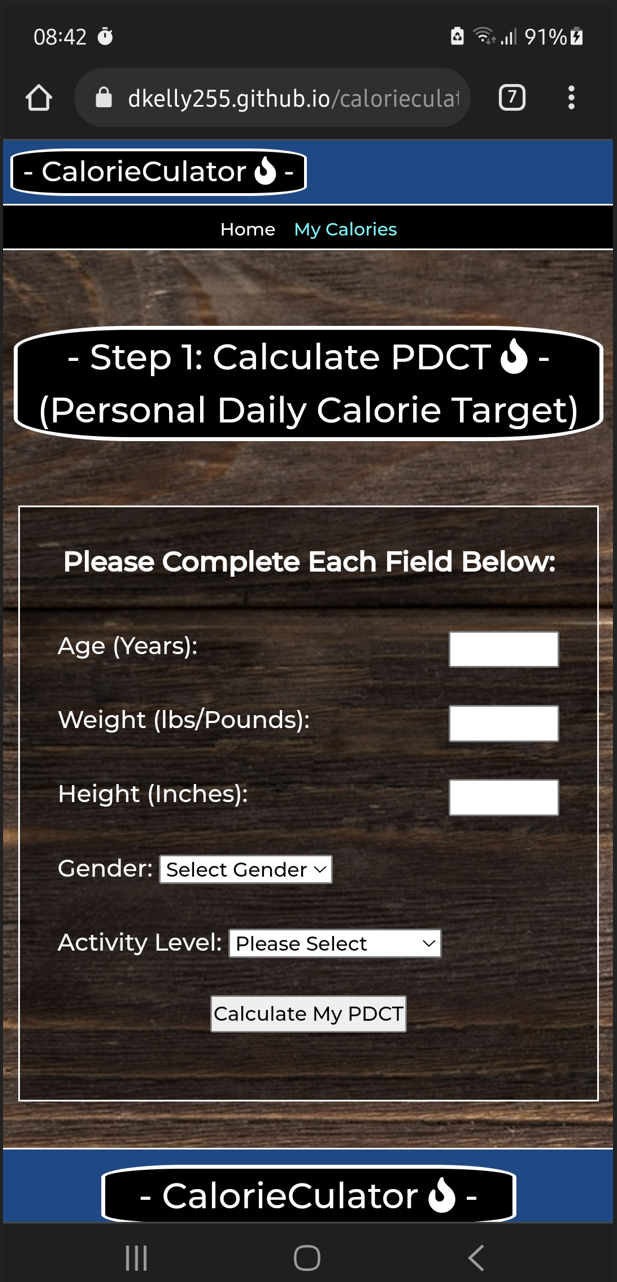 08:42 91%
dkelly255.github.io/calorieculat 7
- CalorieCulator -
Home My Calories
- Step 1: Calculate PDCT -
(Personal Daily Calorie Target)
Please Complete Each Field Below:
Age (Years):
Weight (lbs/Pounds):
Height (Inches):
Gender: Select Gender
Activity Level: Please Select
Calculate My PDCT
- CalorieCulator -